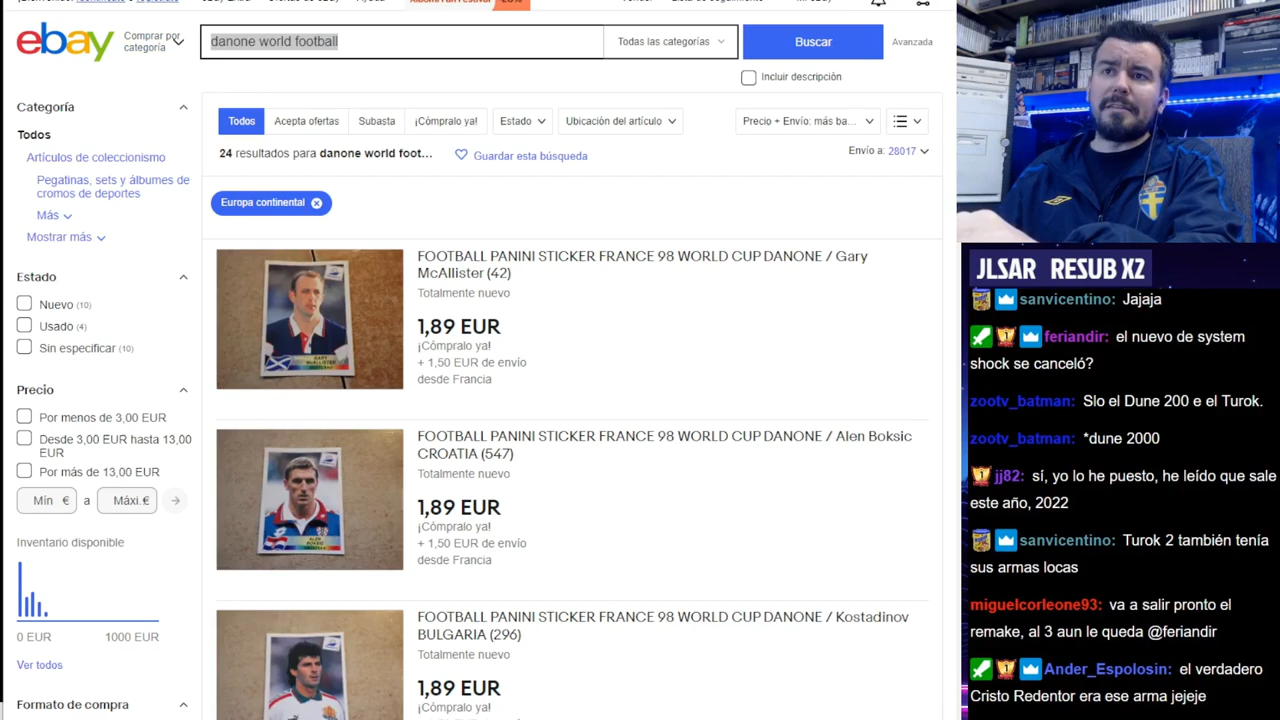 ebay
Comprar por
categoría
danone world football
Todas las categorías
Buscar
Avanzada
Incluir descripción
Categoría
Todos
Artículos de coleccionismo
Pegatinas, sets y álbumes de
cromos de deportes
Más
Mostrar más
Estado
Nuevo (10)
Usado (4)
Sin especificar (10)
Precio
Por menos de 3,00 EUR
Desde 3,00 EUR hasta 13,00
EUR
Por más de 13,00 EUR
Mín € a Máxi. €
Inventario disponible
0 EUR 1000 EUR
Ver todos
Formato de compra
Todos Acepta ofertas Subasta ¡Cómpralo ya! Estado Ubicación del artículo Precio + Envío: más ba...
24 resultados para danone world foot... Guardar esta búsqueda Envío a: 28017
Europa continental
FOOTBALL PANINI STICKER FRANCE 98 WORLD CUP DANONE / Gary
McAllister (42)
Totalmente nuevo
1,89 EUR
¡Cómpralo ya!
+ 1,50 EUR de envío
desde Francia
FOOTBALL PANINI STICKER FRANCE 98 WORLD CUP DANONE / Alen Boksic
CROATIA (547)
Totalmente nuevo
1,89 EUR
¡Cómpralo ya!
+ 1,50 EUR de envío
desde Francia
FOOTBALL PANINI STICKER FRANCE 98 WORLD CUP DANONE / Kostadinov
BULGARIA (296)
Totalmente nuevo
1,89 EUR
¡Cómpralo ya!
JLSAR RESUB X2
sanvicentino: Jajaja
feriandir: el nuevo de system
shock se canceló?
zootv_batman: Slo el Dune 200 e el Turok.
zootv_batman: *dune 2000
jj82: sí, yo lo he puesto, he leído que sale
este año, 2022
sanvicentino: Turok 2 también tenía
sus armas locas
miguelcorleone93: va a salir pronto el
remake, al 3 aun le queda @feriandir
Ander_Espolosin: el verdadero
Cristo Redentor era ese arma jejeje